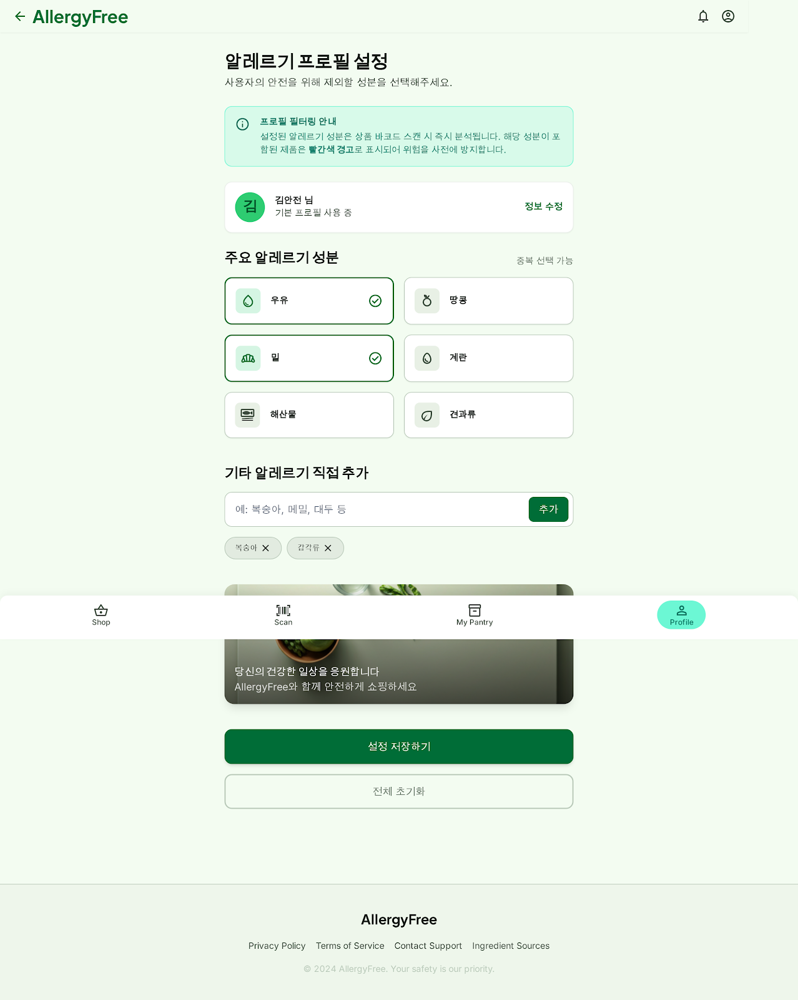 AllergyFree
알레르기 프로필 설정
사용자의 안전을 위해 제외할 성분을 선택해주세요.
프로필 필터링 안내
설정된 알레르기 성분은 상품 바코드 스캔 시 즉시 분석됩니다. 해당 성분이 포
함된 제품은 빨간색 경고로 표시되어 위험을 사전에 방지합니다.
김
김안전 님
기본 프로필 사용 중
정보 수정
주요 알레르기 성분
중복 선택 가능
우유
땅콩
밀
계란
해산물
견과류
기타 알레르기 직접 추가
예: 복숭아, 메밀, 대두 등
추가
복숭아
갑각류
Shop
Scan
My Pantry
Profile
당신의 건강한 일상을 응원합니다
AllergyFree와 함께 안전하게 쇼핑하세요
설정 저장하기
전체 초기화
AllergyFree
Privacy Policy
Terms of Service
Contact Support
Ingredient Sources
© 2024 AllergyFree. Your safety is our priority.